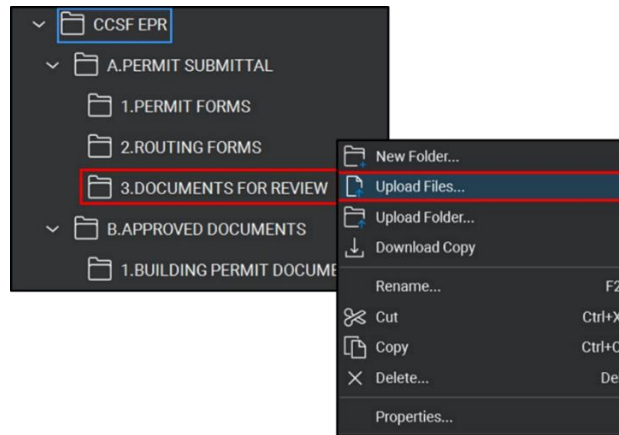 CCSF EPR
A.PERMIT SUBMITTAL
1.PERMIT FORMS
2.ROUTING FORMS
3.DOCUMENTS FOR REVIEW
B.APPROVED DOCUMENTS
1.BUILDING PERMIT DOCUME
New Folder...
Upload Files...
Upload Folder...
Download Copy
Rename... F2
Cut Ctrl+X
Copy Ctrl+C
Delete... De
Properties...